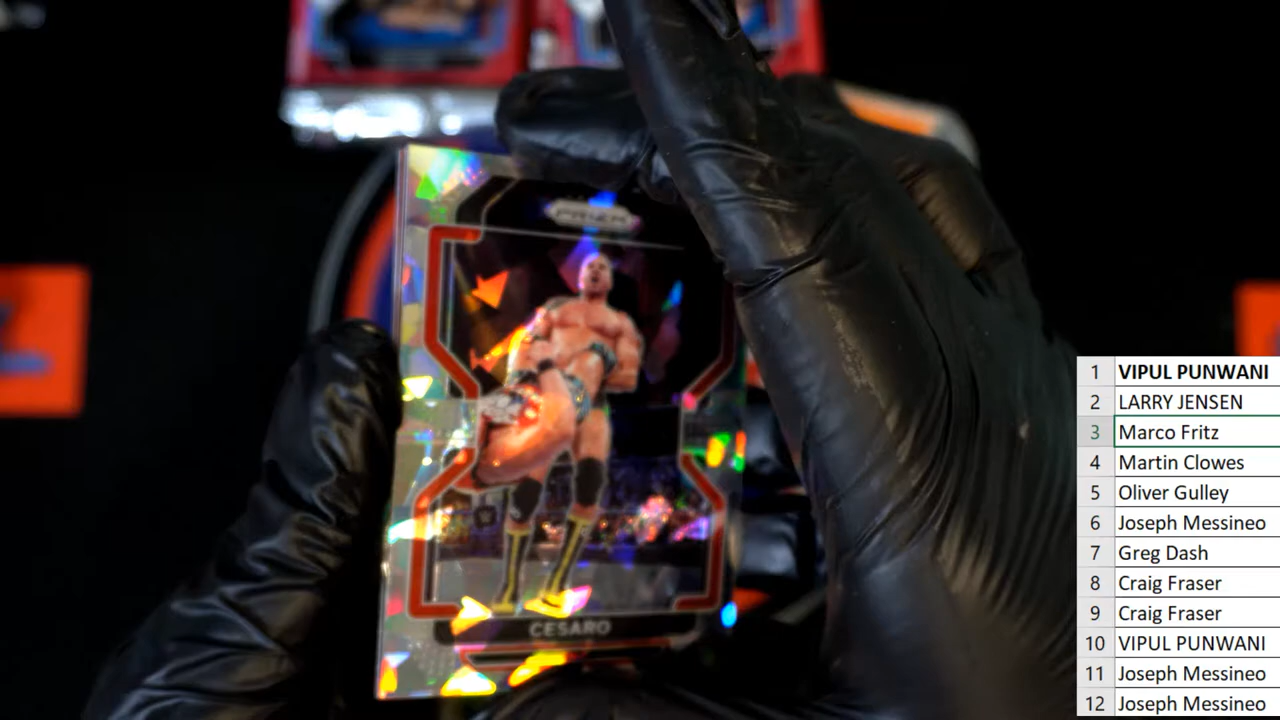 PRIZM
CESARO
1 VIPUL PUNWANI
2 LARRY JENSEN
3 Marco Fritz
4 Martin Clowes
5 Oliver Gulley
6 Joseph Messineo
7 Greg Dash
8 Craig Fraser
9 Craig Fraser
10 VIPUL PUNWANI
11 Joseph Messineo
12 Joseph Messineo